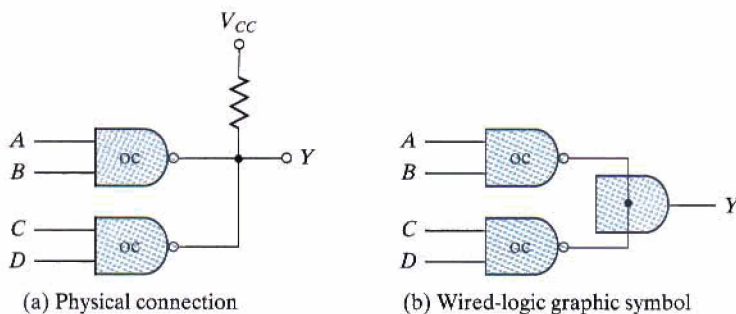 V_CC
A
B
OC
Y
C
D
OC
(a) Physical connection
A
B
OC
Y
C
D
OC
(b) Wired-logic graphic symbol